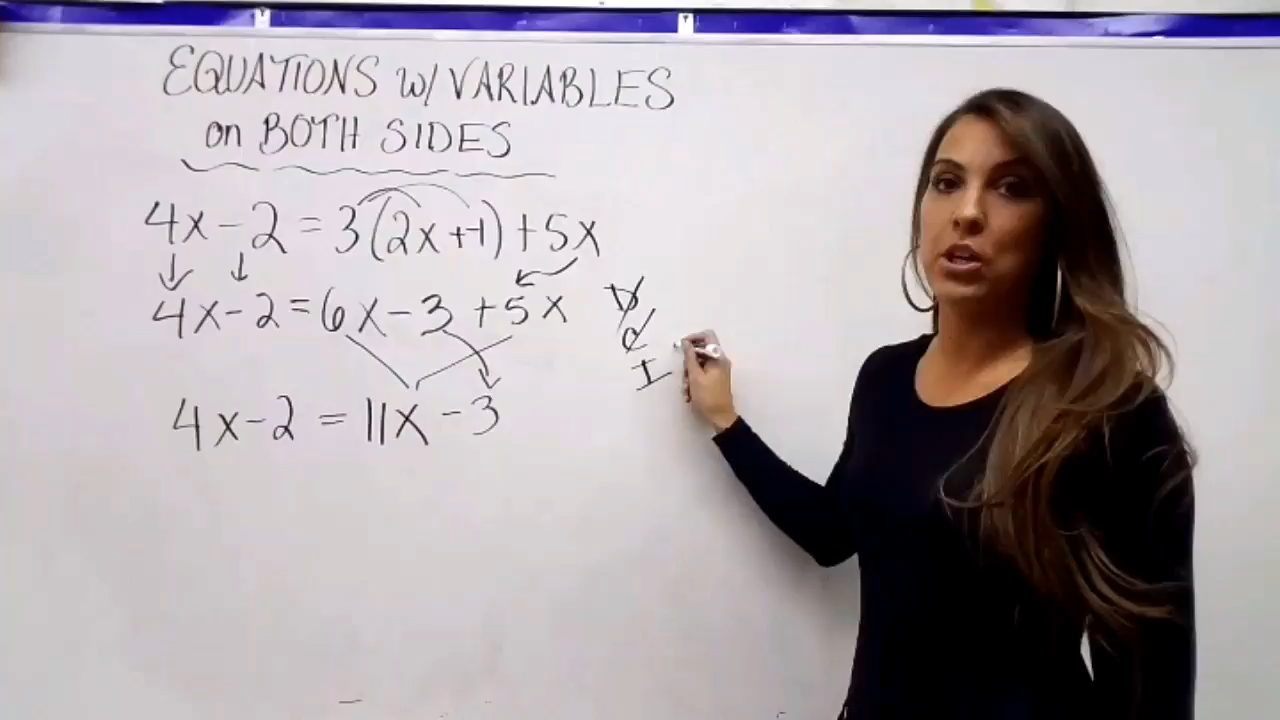 EQUATIONS w/ VARIABLES
on BOTH SIDES
4x - 2 = 3(2x + -1) + 5x
4x - 2 = 6x - 3 + 5x
D
C
I
4x - 2 = 11x - 3